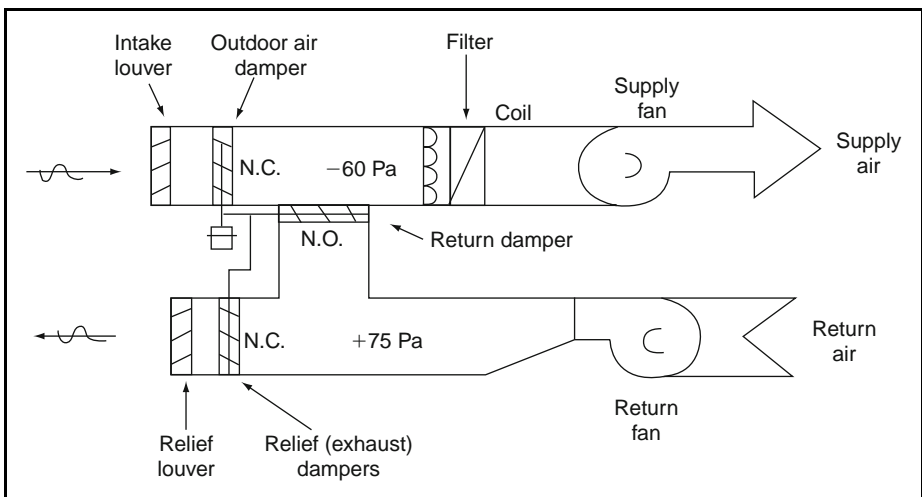 Intake
louver
Outdoor air
damper
Filter
Coil
Supply
fan
Supply
air
N.C.
−60 Pa
N.O.
Return damper
N.C.
+75 Pa
Return
air
Return
fan
Relief
louver
Relief (exhaust)
dampers